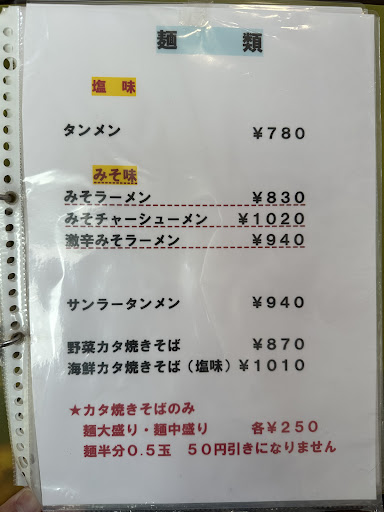 麺　類
塩　味
タンメン　￥780
みそ味
みそラーメン　￥830
みそチャーシューメン　￥1020
激辛みそラーメン　￥940
サンラータンメン　￥940
野菜カタ焼きそば　￥870
海鮮カタ焼きそば（塩味）￥1010
★カタ焼きそばのみ
麺大盛り・麺中盛り　各￥250
麺半分0.5玉　50円引きになりません